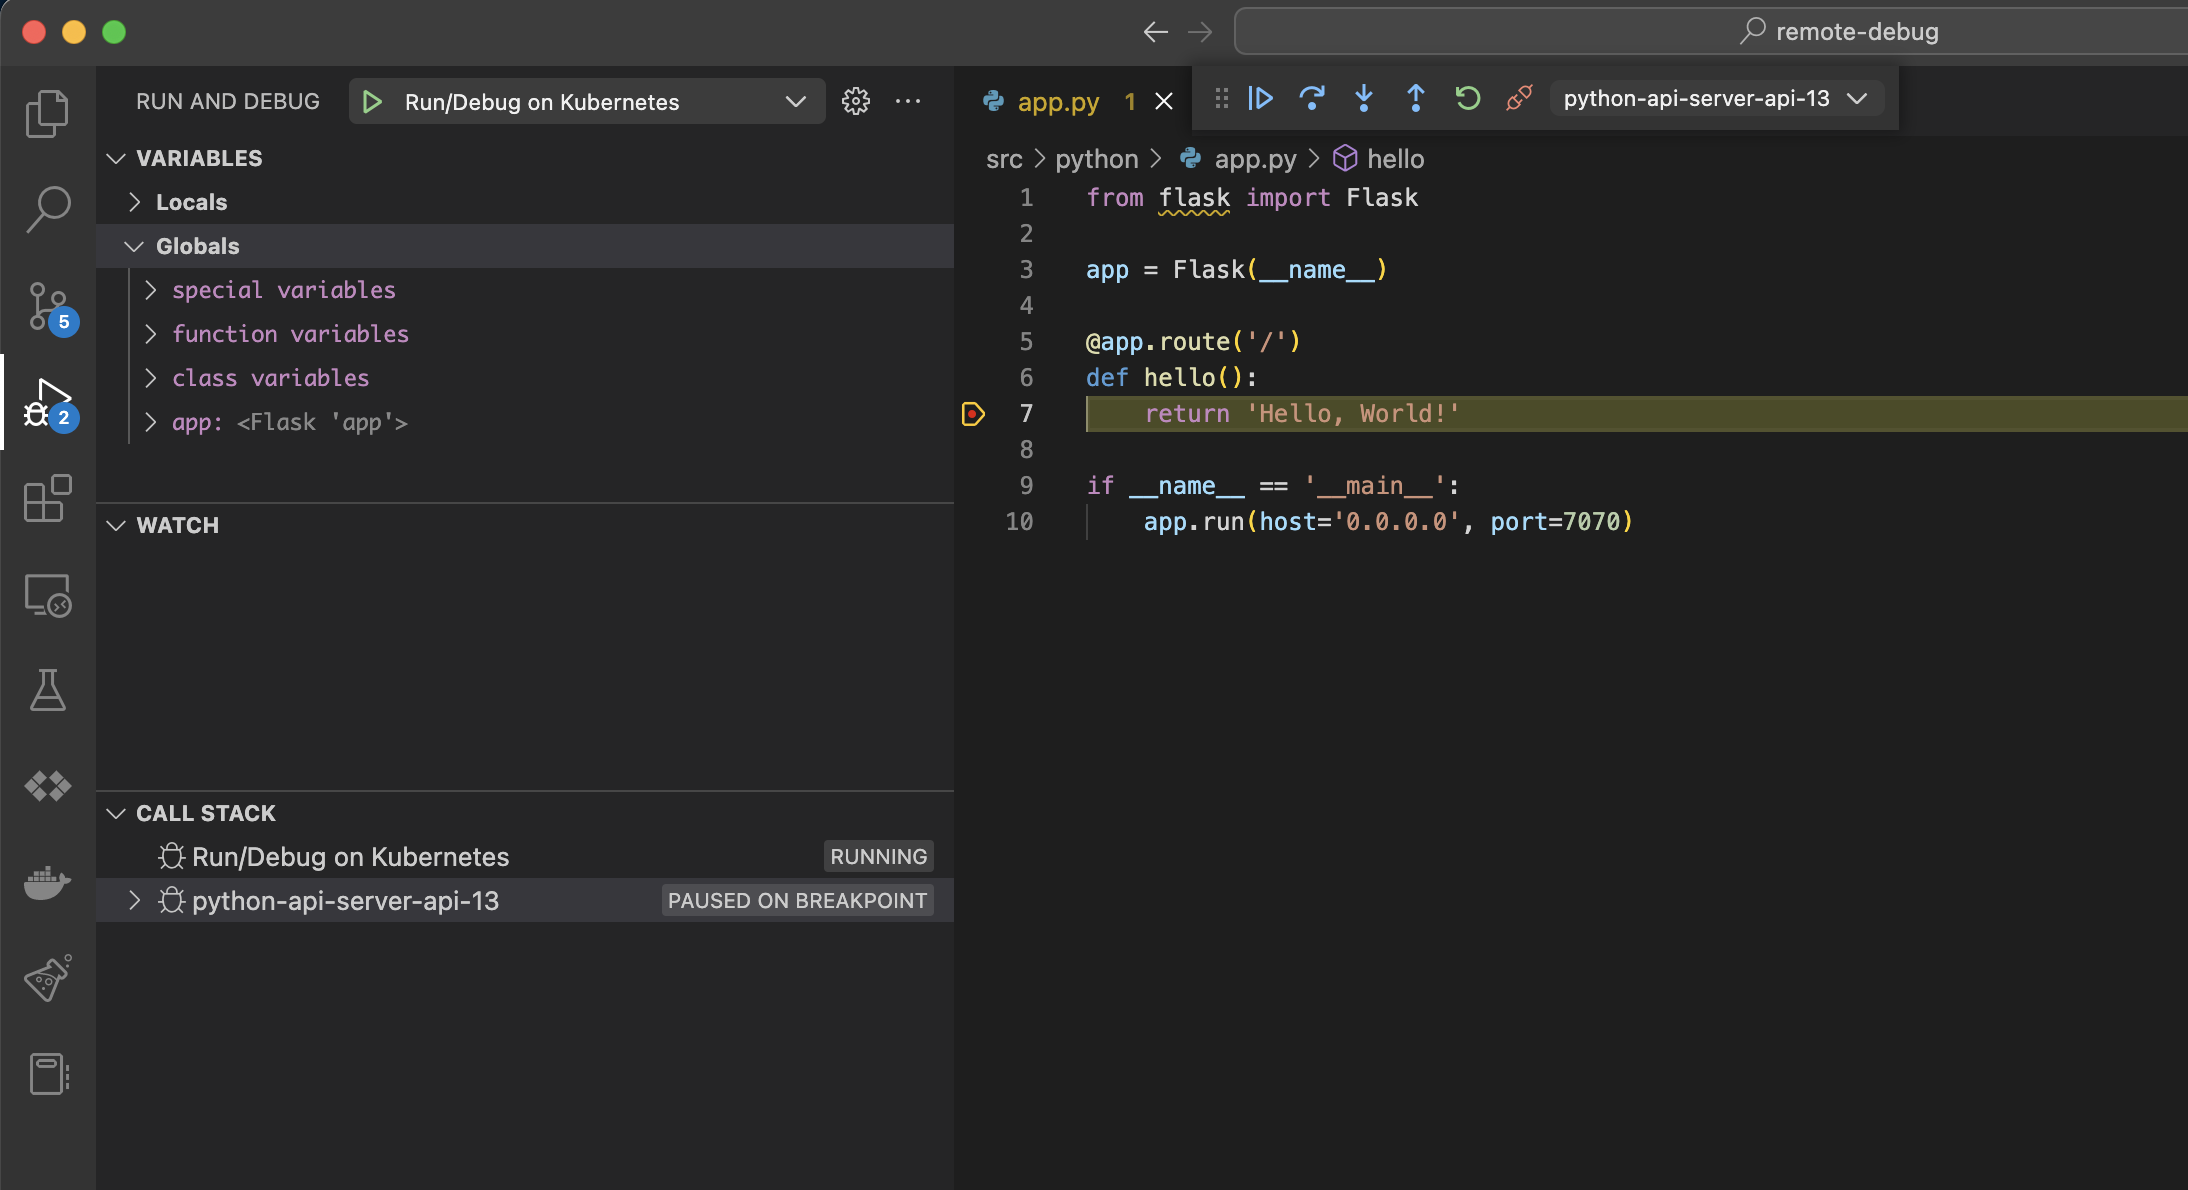 remote-debug
RUN AND DEBUG
Run/Debug on Kubernetes
app.py 1
python-api-server-api-13
VARIABLES
Locals
Globals
special variables
function variables
class variables
app: <Flask 'app'>
5
2
WATCH
CALL STACK
Run/Debug on Kubernetes RUNNING
python-api-server-api-13 PAUSED ON BREAKPOINT
src > python > app.py > hello
1 from flask import Flask
2
3 app = Flask(__name__)
4
5 @app.route('/')
6 def hello():
7     return 'Hello, World!'
8
9 if __name__ == '__main__':
10     app.run(host='0.0.0.0', port=7070)